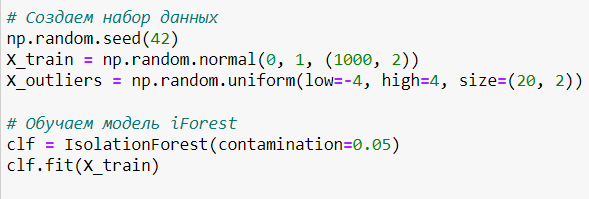 # Создаем набор данных
np.random.seed(42)
X_train = np.random.normal(0, 1, (1000, 2))
X_outliers = np.random.uniform(low=-4, high=4, size=(20, 2))
# Обучаем модель iForest
clf = IsolationForest(contamination=0.05)
clf.fit(X_train)